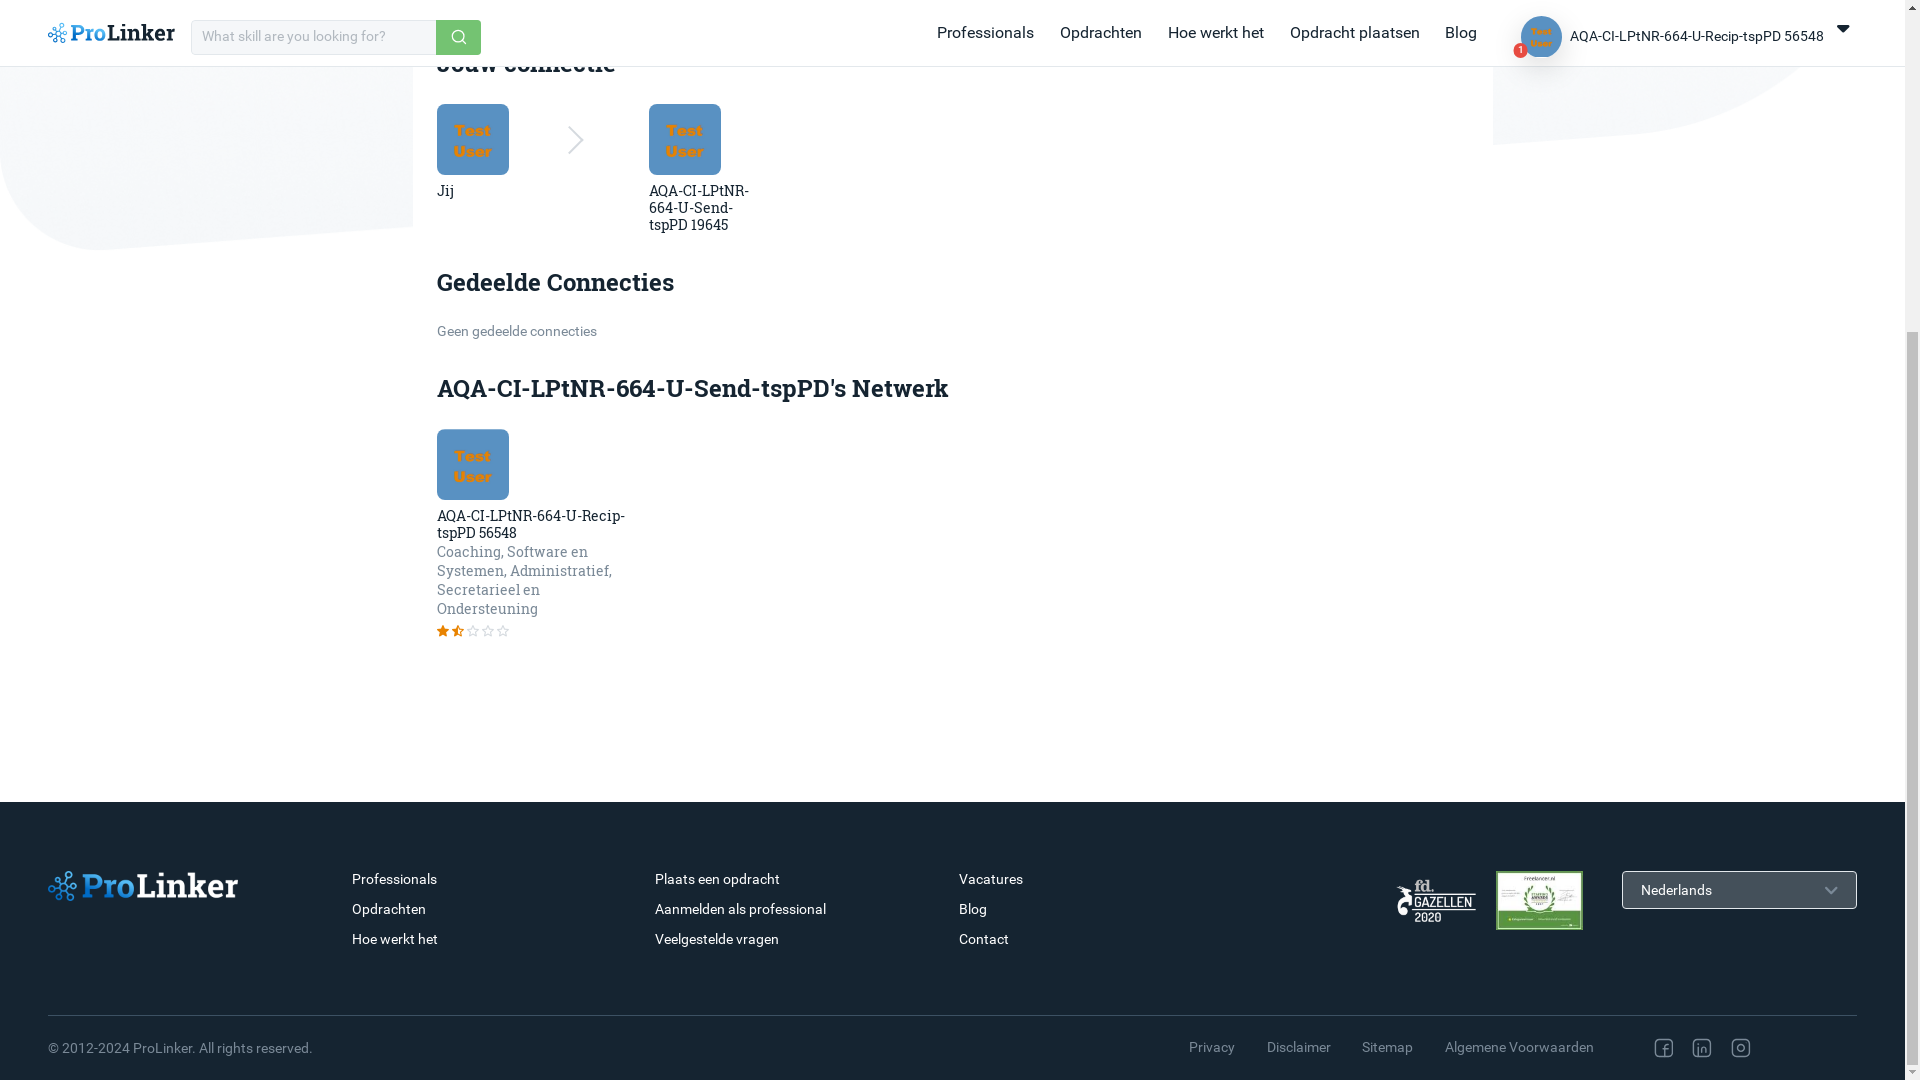 ProLinker
What skill are you looking for?
Professionals
Opdrachten
Hoe werkt het
Opdracht plaatsen
Blog
Test
User
1
AQA-CI-LPtNR-664-U-Recip-tspPD 56548
Jouw connectie
Test
User
Jij
Test
User
AQA-CI-LPtNR-
664-U-Send-
tspPD 19645
Gedeelde Connecties
Geen gedeelde connecties
AQA-CI-LPtNR-664-U-Send-tspPD's Netwerk
Test
User
AQA-CI-LPtNR-664-U-Recip-
tspPD 56548
Coaching, Software en
Systemen, Administratief,
Secretarieel en
Ondersteuning
ProLinker
Professionals
Opdrachten
Hoe werkt het
Plaats een opdracht
Aanmelden als professional
Veelgestelde vragen
Vacatures
Blog
Contact
fd.
GAZELLEN
2020
Freelancer.nl
Nederlands
© 2012-2024 ProLinker. All rights reserved.
Privacy
Disclaimer
Sitemap
Algemene Voorwaarden